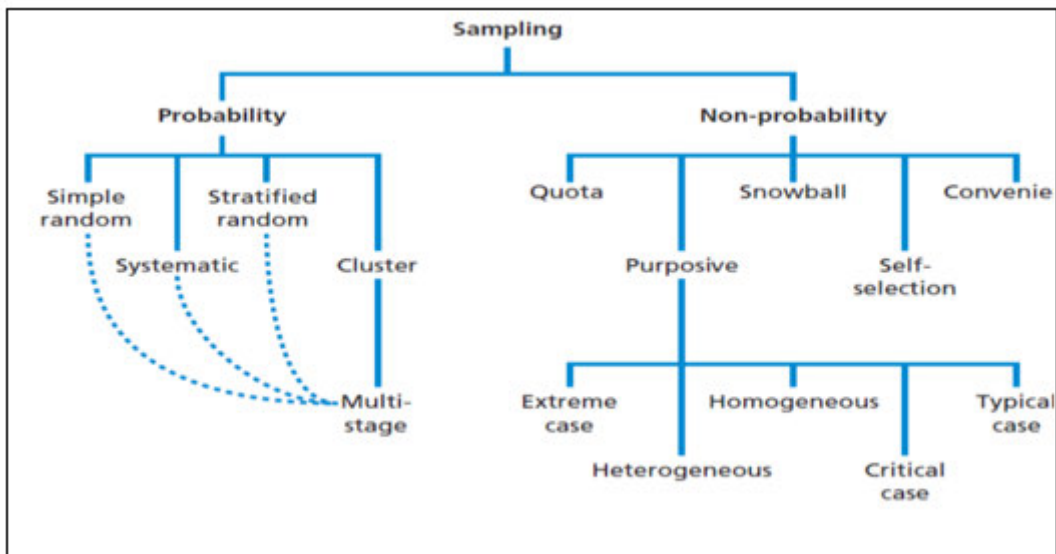 Sampling
Probability
Non-probability
Simple
random
Stratified
random
Quota
Snowball
Convenie
Systematic
Cluster
Purposive
Self-
selection
Multi-
stage
Extreme
case
Homogeneous
Typical
case
Heterogeneous
Critical
case